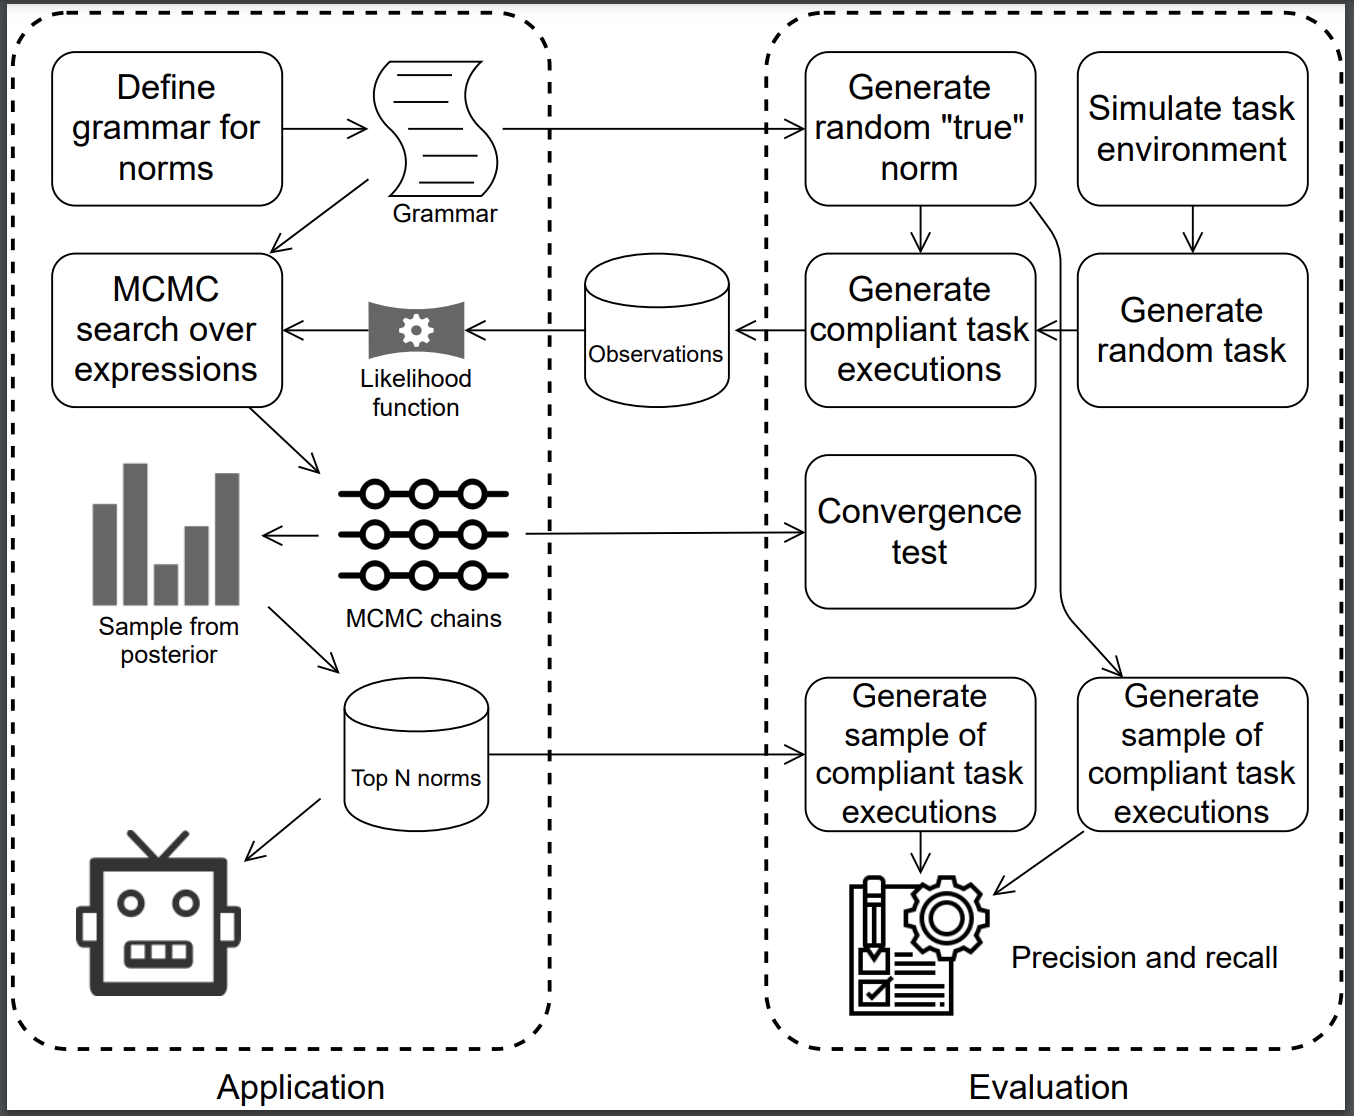 Define
grammar for
norms
Grammar
Generate
random "true"
norm
Simulate task
environment
MCMC
search over
expressions
Likelihood
function
Observations
Generate
compliant task
executions
Generate
random task
Sample from
posterior
MCMC chains
Convergence
test
Top N norms
Generate
sample of
compliant task
executions
Generate
sample of
compliant task
executions
Precision and recall
Application
Evaluation